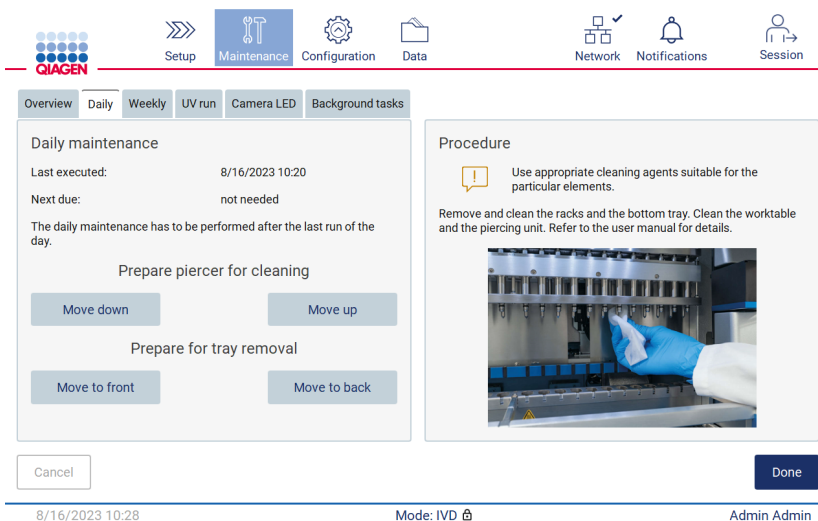 QIAGEN
Setup
Maintenance
Configuration
Data
Network
Notifications
Session
Overview
Daily
Weekly
UV run
Camera LED
Background tasks
Daily maintenance
Last executed: 8/16/2023 10:20
Next due: not needed
The daily maintenance has to be performed after the last run of the
day.
Prepare piercer for cleaning
Move down
Move up
Prepare for tray removal
Move to front
Move to back
Procedure
Use appropriate cleaning agents suitable for the
particular elements.
Remove and clean the racks and the bottom tray. Clean the worktable
and the piercing unit. Refer to the user manual for details.
Cancel
Done
8/16/2023 10:28
Mode: IVD
Admin Admin